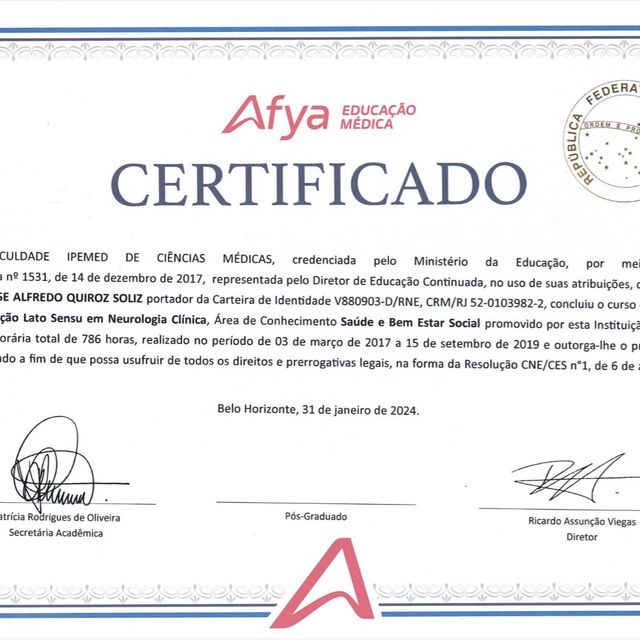 Afya EDUCAÇÃO
MÉDICA
REPÚBLICA FEDERAT
ORDEM E PRO
CERTIFICADO
CULDADE IPEMED DE CIÊNCIAS MÉDICAS, credenciada pelo Ministério da Educação, por mei
a nº 1531, de 14 de dezembro de 2017, representada pelo Diretor de Educação Continuada, no uso de suas atribuições,
SE ALFREDO QUIROZ SOLIZ portador da Carteira de Identidade V880903-D/RNE, CRM/RJ 52-0103982-2, concluiu o curso
ção Lato Sensu em Neurologia Clínica, Área de Conhecimento Saúde e Bem Estar Social promovido por esta Instituiçã
orária total de 786 horas, realizado no período de 03 de março de 2017 a 15 de setembro de 2019 e outorga-lhe o pr
ado a fim de que possa usufruir de todos os direitos e prerrogativas legais, na forma da Resolução CNE/CES n°1, de 6 de a
Belo Horizonte, 31 de janeiro de 2024.
atrícia Rodrigues de Oliveira
Secretária Acadêmica
Pós-Graduado
Ricardo Assunção Viegas
Diretor